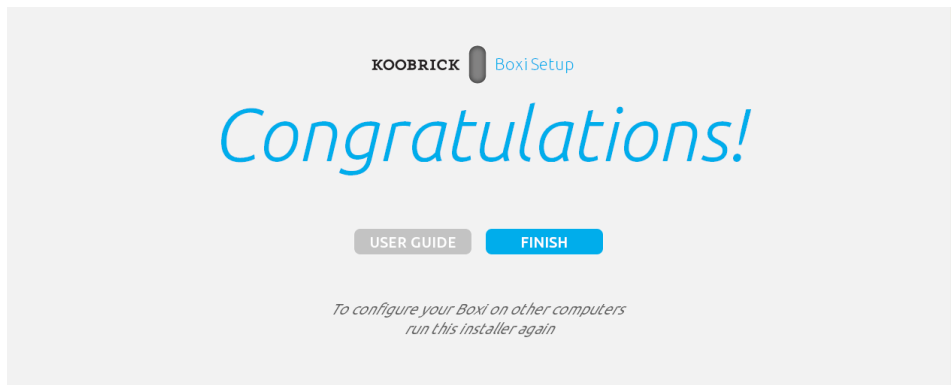 KOOBRICK Boxi Setup
Congratulations!
USER GUIDE FINISH
To configure your Boxi on other computers
run this installer again